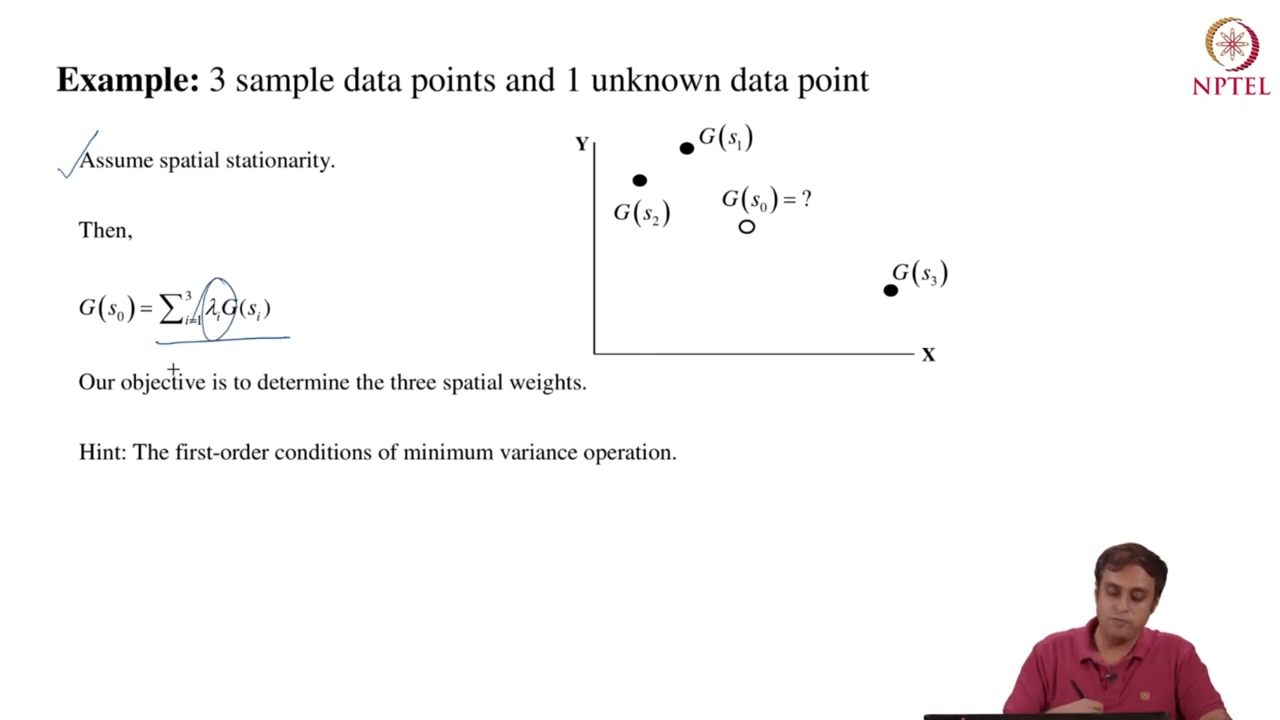 NPTEL
Example: 3 sample data points and 1 unknown data point
Assume spatial stationarity.
Then,
G(s₀) = ∑³ᵢ₌₁ λᵢG(sᵢ)
Our objective is to determine the three spatial weights.
Hint: The first-order conditions of minimum variance operation.
Y
G(s₁)
G(s₂)
G(s₀) = ?
G(s₃)
X